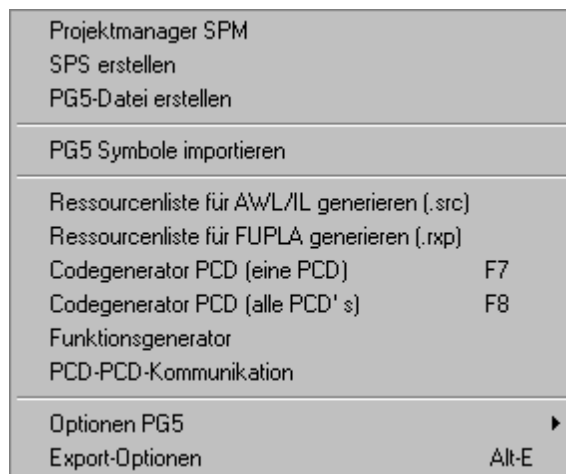 Projektmanager SPM
SPS erstellen
PG5-Datei erstellen
PG5 Symbole importieren
Ressourcenliste für AWL/IL generieren (.src)
Ressourcenliste für FUPLA generieren (.rxp)
Codegenerator PCD (eine PCD) F7
Codegenerator PCD (alle PCD' s) F8
Funktionsgenerator
PCD-PCD-Kommunikation
Optionen PG5
Export-Optionen Alt-E